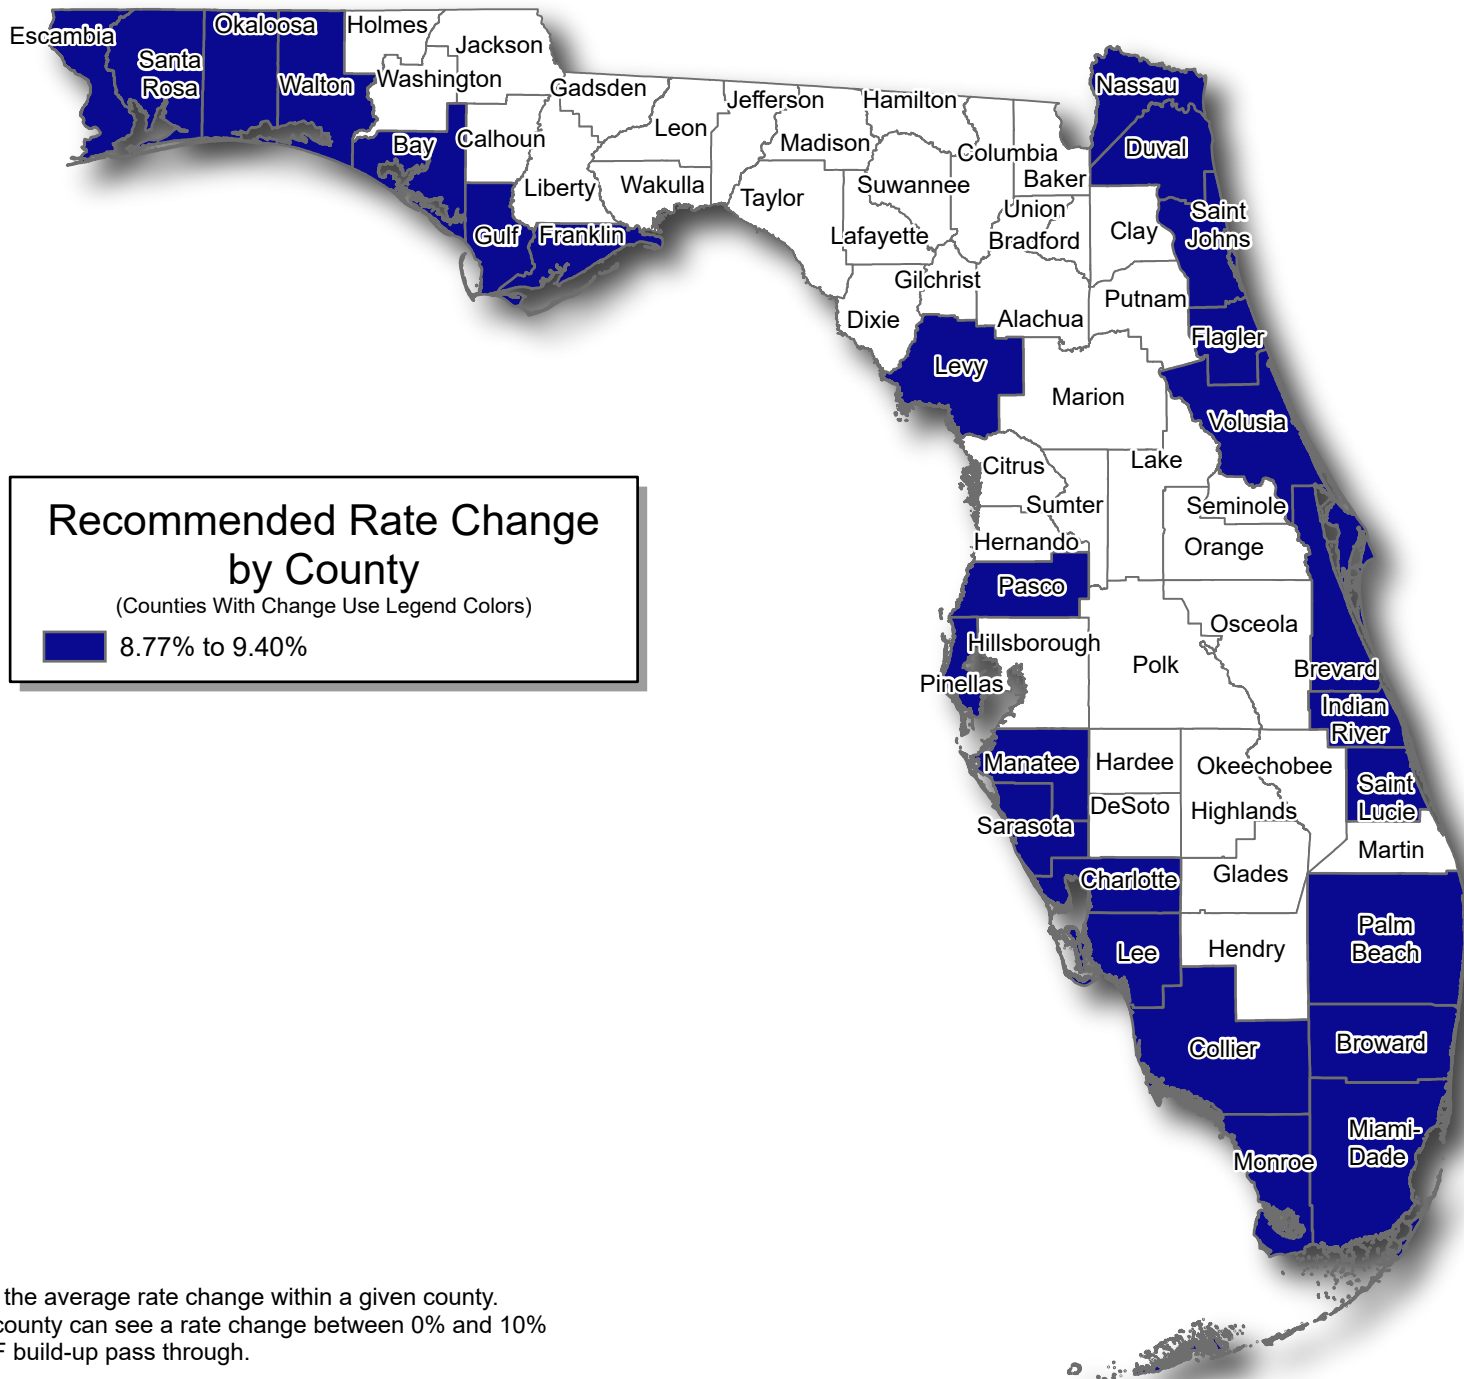 Escambia
Santa
Rosa
Okaloosa
Walton
Holmes
Jackson
Washington
Bay
Calhoun
Gulf
Franklin
Gadsden
Liberty
Leon
Wakulla
Jefferson
Madison
Taylor
Hamilton
Suwannee
Lafayette
Columbia
Baker
Union
Bradford
Nassau
Duval
Clay
Saint
Johns
Gilchrist
Dixie
Alachua
Putnam
Flagler
Levy
Marion
Volusia
Citrus
Lake
Sumter
Seminole
Hernando
Orange
Pasco
Hillsborough
Pinellas
Polk
Osceola
Brevard
Indian
River
Manatee
Hardee
Okeechobee
Saint
Lucie
Sarasota
DeSoto
Highlands
Martin
Charlotte
Glades
Lee
Hendry
Palm
Beach
Collier
Broward
Monroe
Miami-
Dade
Recommended Rate Change
by County
(Counties With Change Use Legend Colors)
8.77% to 9.40%
the average rate change within a given county.
county can see a rate change between 0% and 10%
F build-up pass through.